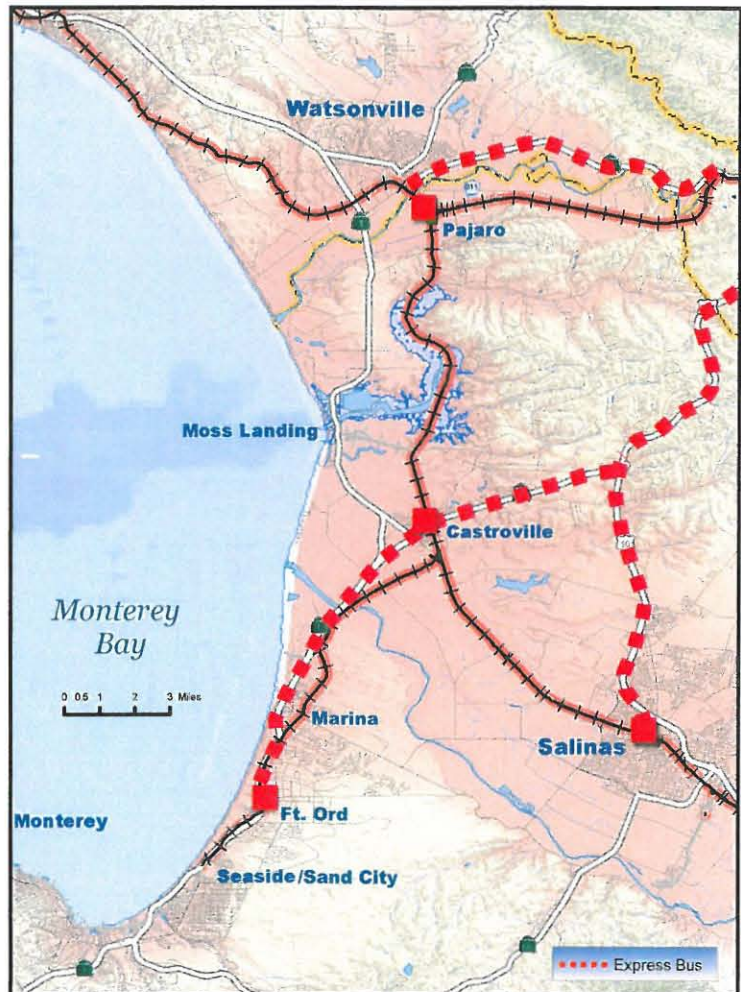 Watsonville
Pajaro
Moss Landing
Castroville
Monterey
Bay
0 0.5 1 2 3 Miles
Marina
Salinas
Ft. Ord
Monterey
Seaside/Sand City
Express Bus